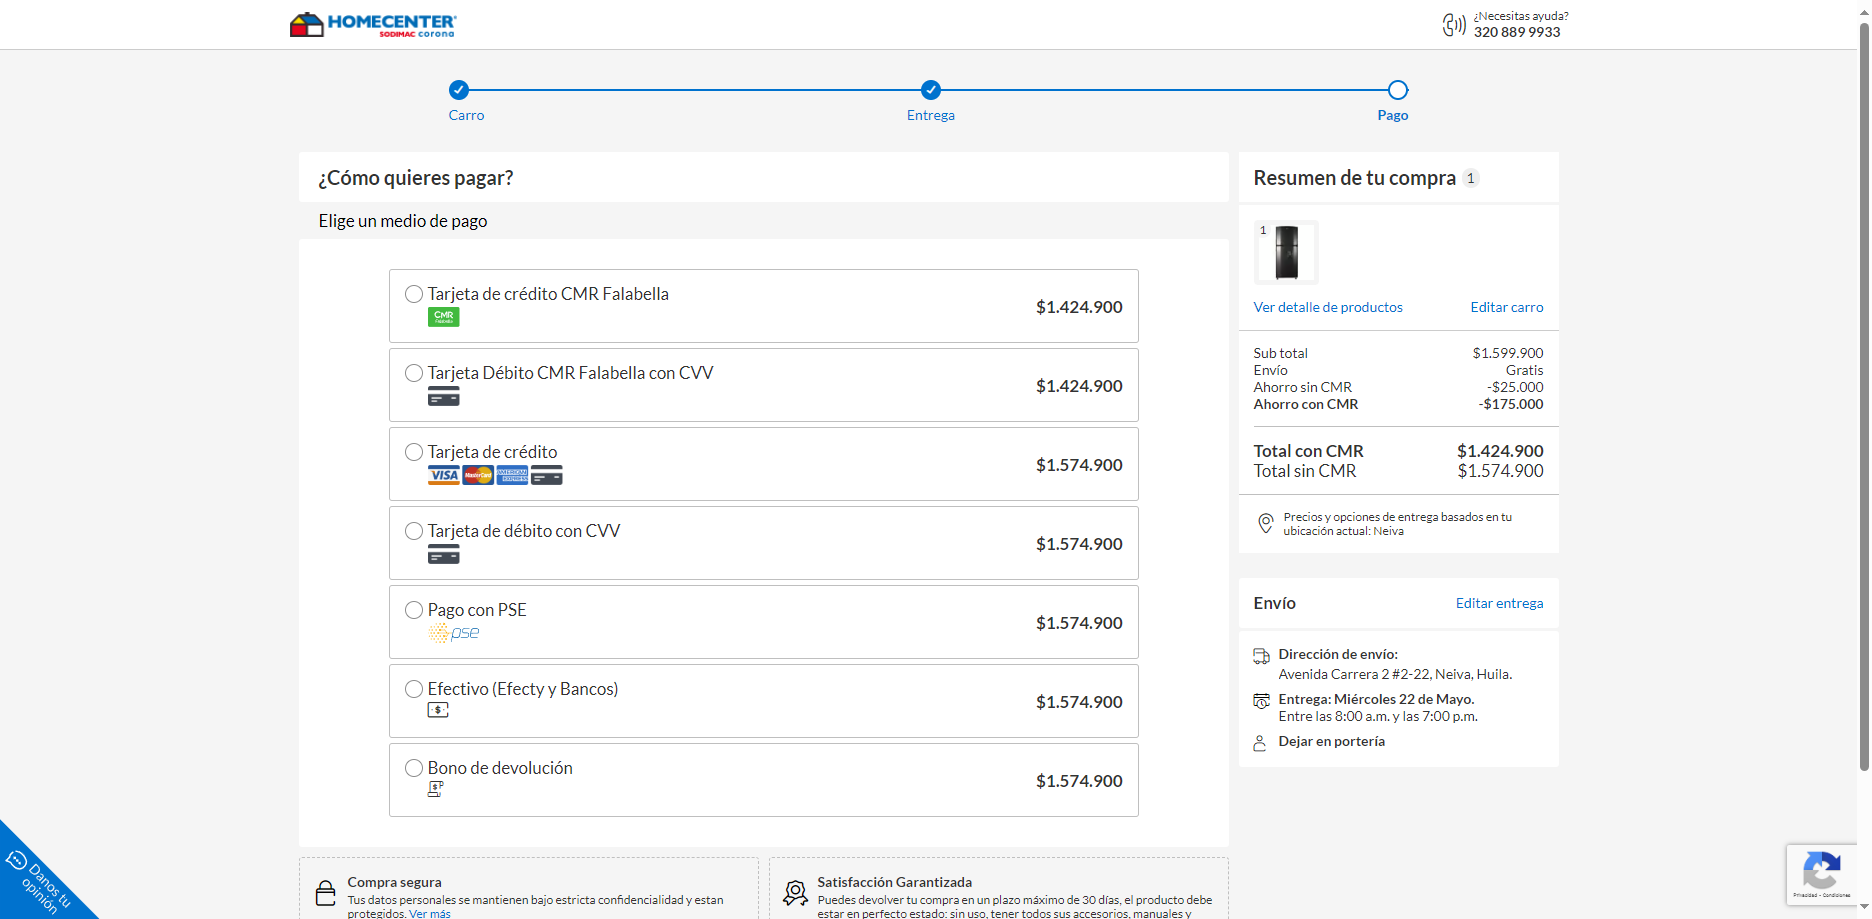 HOMECENTER
SODIMAC corona
¿Necesitas ayuda?
320 889 9933
Carro
Entrega
Pago
¿Cómo quieres pagar?
Elige un medio de pago
Tarjeta de crédito CMR Falabella
CMR
$1.424.900
Tarjeta Débito CMR Falabella con CVV
$1.424.900
Tarjeta de crédito
VISA MasterCard AMERICAN EXPRESS
$1.574.900
Tarjeta de débito con CVV
$1.574.900
Pago con PSE
pse
$1.574.900
Efectivo (Efecty y Bancos)
$
$1.574.900
Bono de devolución
$
$1.574.900
Compra segura
Tus datos personales se mantienen bajo estricta confidencialidad y estan
protegidos. Ver más
Satisfacción Garantizada
Puedes devolver tu compra en un plazo máximo de 30 días, el producto debe
estar en perfecto estado: sin uso, tener todos sus accesorios, manuales y
Resumen de tu compra 1
1
Ver detalle de productos Editar carro
Sub total $1.599.900
Envío Gratis
Ahorro sin CMR -$25.000
Ahorro con CMR -$175.000
Total con CMR $1.424.900
Total sin CMR $1.574.900
Precios y opciones de entrega basados en tu
ubicación actual: Neiva
Envío Editar entrega
Dirección de envío:
Avenida Carrera 2 #2-22, Neiva, Huila.
Entrega: Miércoles 22 de Mayo.
Entre las 8:00 a.m. y las 7:00 p.m.
Dejar en portería
Danos tu
opinión
Privacidad - Condiciones